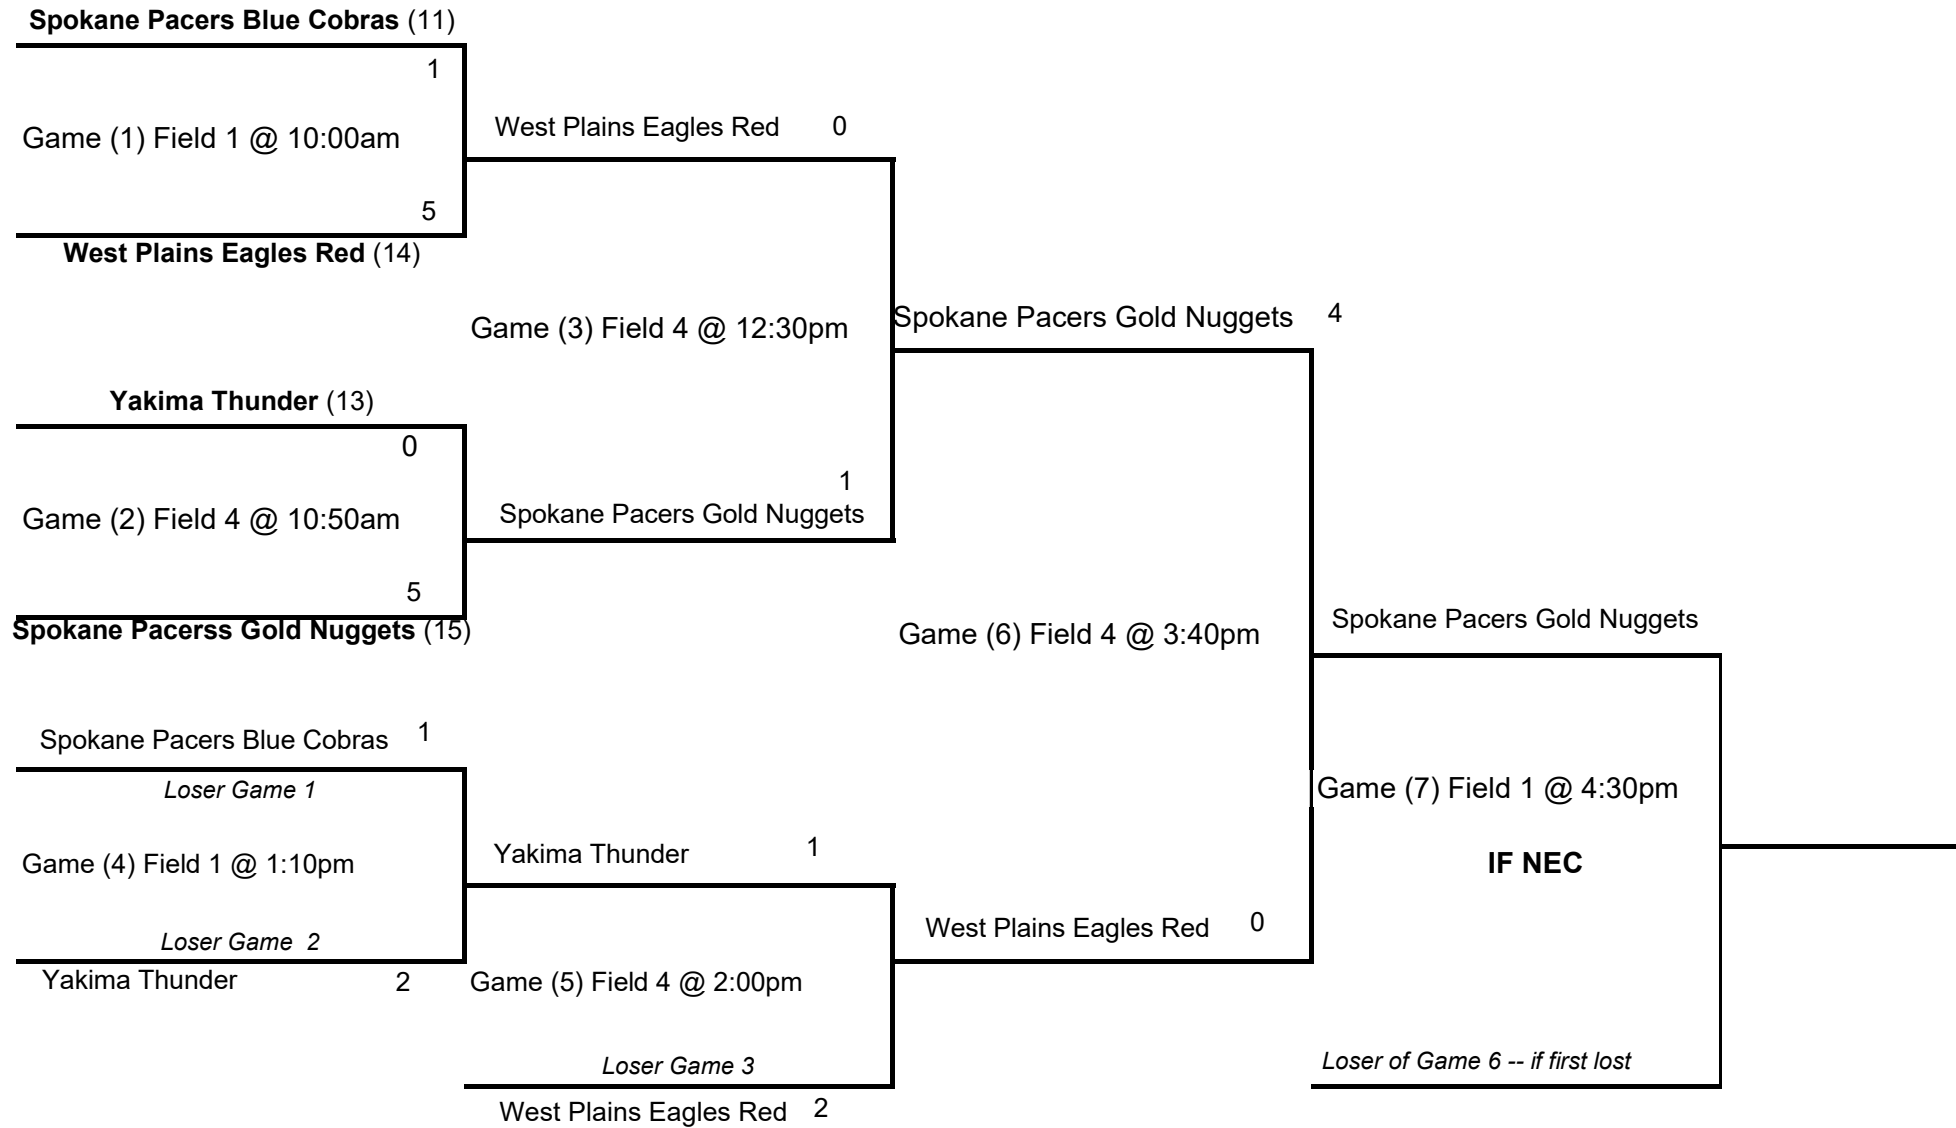 Spokane Pacers Blue Cobras (11)
1
Game (1) Field 1 @ 10:00am
5
West Plains Eagles Red (14)
West Plains Eagles Red 0
Game (3) Field 4 @ 12:30pm
Spokane Pacers Gold Nuggets 4
Yakima Thunder (13)
0
Game (2) Field 4 @ 10:50am
5
Spokane Pacerss Gold Nuggets (15)
1
Spokane Pacers Gold Nuggets
Game (6) Field 4 @ 3:40pm
Spokane Pacers Gold Nuggets
Spokane Pacers Blue Cobras 1
Loser Game 1
Game (4) Field 1 @ 1:10pm
Loser Game 2
Yakima Thunder 2
Yakima Thunder 1
Game (5) Field 4 @ 2:00pm
Loser Game 3
West Plains Eagles Red 2
West Plains Eagles Red 0
Game (7) Field 1 @ 4:30pm
IF NEC
Loser of Game 6 -- if first lost